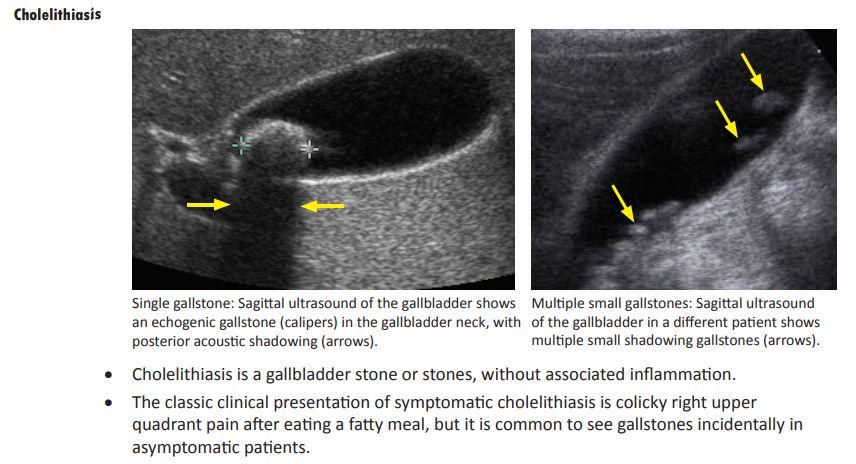 Cholelithiasis
Single gallstone: Sagittal ultrasound of the gallbladder shows
an echogenic gallstone (calipers) in the gallbladder neck, with
posterior acoustic shadowing (arrows).
Multiple small gallstones: Sagittal ultrasound
of the gallbladder in a different patient shows
multiple small shadowing gallstones (arrows).
• Cholelithiasis is a gallbladder stone or stones, without associated inflammation.
• The classic clinical presentation of symptomatic cholelithiasis is colicky right upper
quadrant pain after eating a fatty meal, but it is common to see gallstones incidentally in
asymptomatic patients.